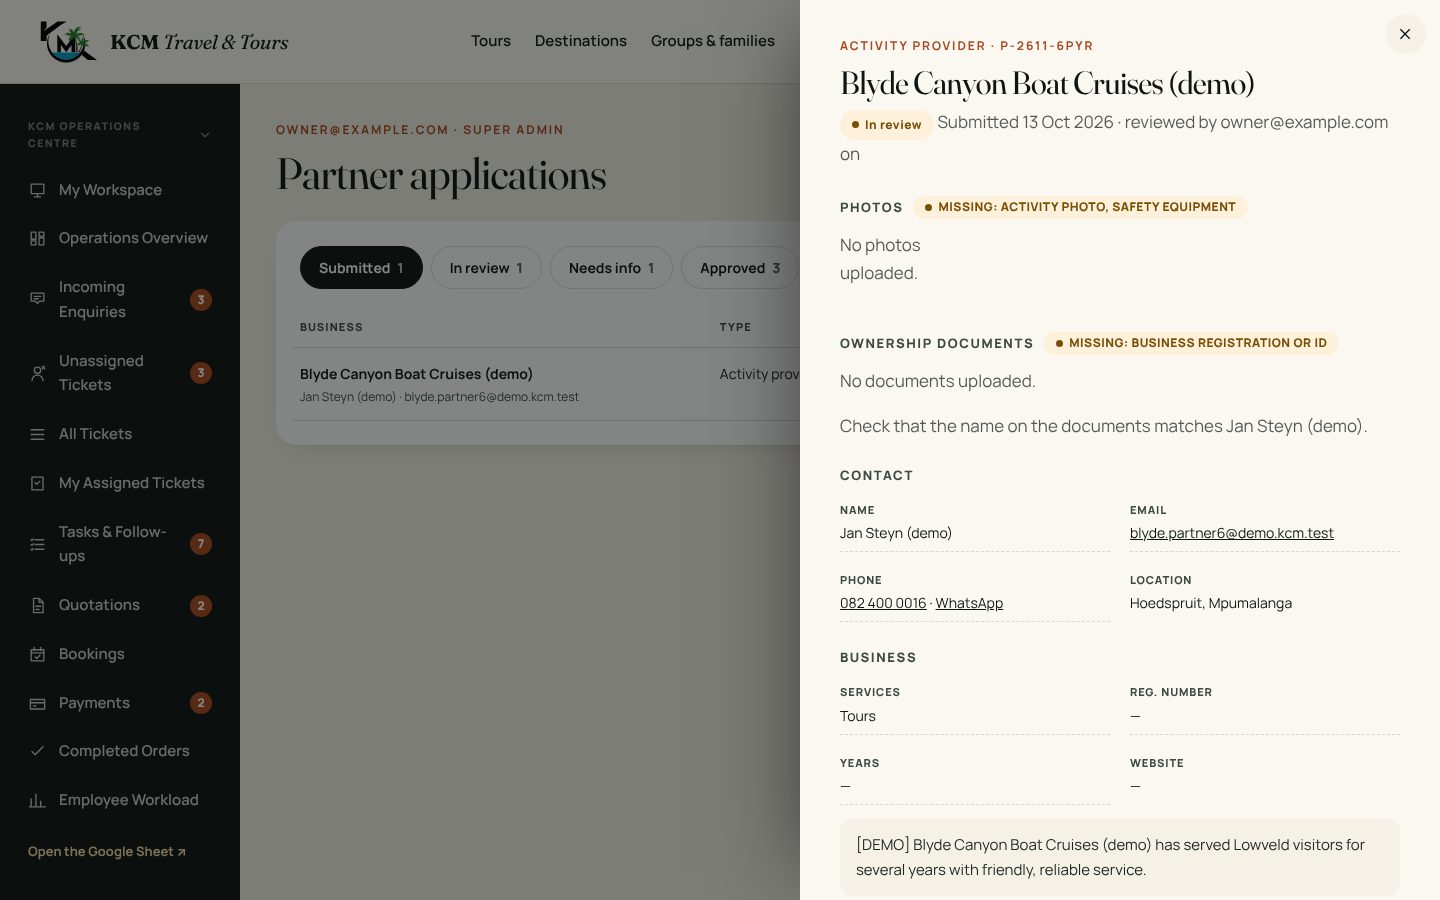 KCM Travel & Tours
Tours
Destinations
Groups & families
KCM OPERATIONS
CENTRE
My Workspace
Operations Overview
Incoming
Enquiries
3
Unassigned
Tickets
3
All Tickets
My Assigned Tickets
Tasks & Follow-
ups
7
Quotations
2
Bookings
Payments
2
Completed Orders
Employee Workload
Open the Google Sheet ↗
OWNER@EXAMPLE.COM · SUPER ADMIN
Partner applications
Submitted 1
In review 1
Needs info 1
Approved 3
BUSINESS
TYPE
Blyde Canyon Boat Cruises (demo)
Jan Steyn (demo) · blyde.partner6@demo.kcm.test
Activity prov
×
ACTIVITY PROVIDER · P-2611-6PYR
Blyde Canyon Boat Cruises (demo)
In review Submitted 13 Oct 2026 · reviewed by owner@example.com
on
PHOTOS
MISSING: ACTIVITY PHOTO, SAFETY EQUIPMENT
No photos
uploaded.
OWNERSHIP DOCUMENTS
MISSING: BUSINESS REGISTRATION OR ID
No documents uploaded.
Check that the name on the documents matches Jan Steyn (demo).
CONTACT
NAME
Jan Steyn (demo)
EMAIL
blyde.partner6@demo.kcm.test
PHONE
082 400 0016 · WhatsApp
LOCATION
Hoedspruit, Mpumalanga
BUSINESS
SERVICES
Tours
REG. NUMBER
—
YEARS
—
WEBSITE
—
[DEMO] Blyde Canyon Boat Cruises (demo) has served Lowveld visitors for
several years with friendly, reliable service.